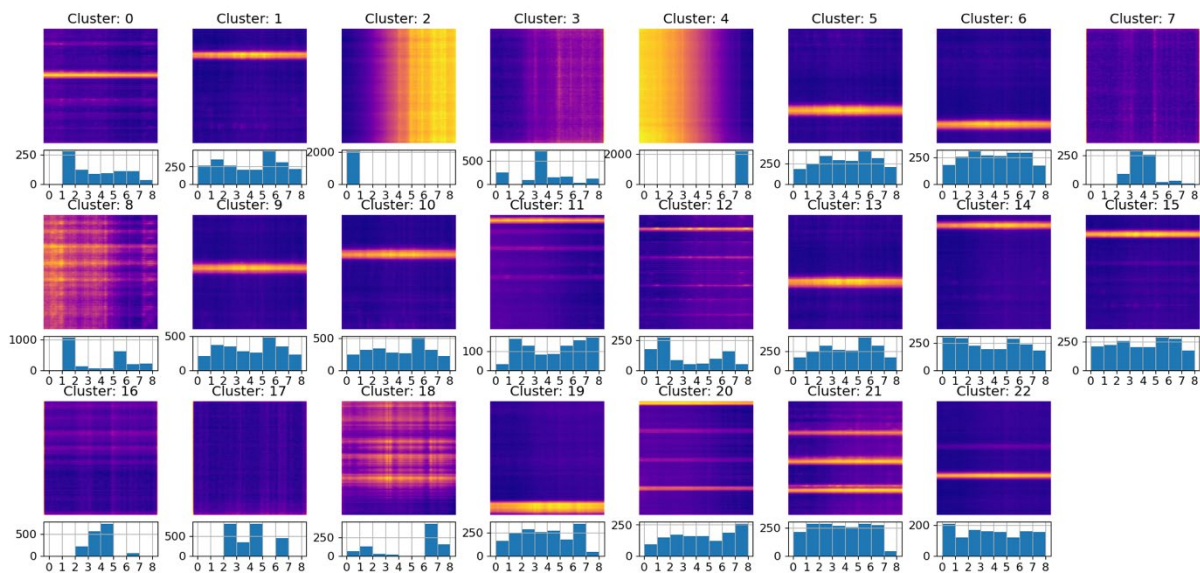 Cluster: 0 Cluster: 1 Cluster: 2 Cluster: 3 Cluster: 4 Cluster: 5 Cluster: 6 Cluster: 7
250 0 250 0 2000 0 500 0 2000 0 250 0 250 0 250 0
0 1 2 3 4 5 6 7 8 0 1 2 3 4 5 6 7 8 0 1 2 3 4 5 6 7 8 0 1 2 3 4 5 6 7 8 0 1 2 3 4 5 6 7 8 0 1 2 3 4 5 6 7 8 0 1 2 3 4 5 6 7 8 0 1 2 3 4 5 6 7 8
Cluster: 8 Cluster: 9 Cluster: 10 Cluster: 11 Cluster: 12 Cluster: 13 Cluster: 14 Cluster: 15
1000 0 500 0 500 0 100 0 250 0 250 0 250 0 250 0
0 1 2 3 4 5 6 7 8 0 1 2 3 4 5 6 7 8 0 1 2 3 4 5 6 7 8 0 1 2 3 4 5 6 7 8 0 1 2 3 4 5 6 7 8 0 1 2 3 4 5 6 7 8 0 1 2 3 4 5 6 7 8 0 1 2 3 4 5 6 7 8
Cluster: 16 Cluster: 17 Cluster: 18 Cluster: 19 Cluster: 20 Cluster: 21 Cluster: 22
500 0 500 0 500 0 250 0 250 0 250 0 200 0
0 1 2 3 4 5 6 7 8 0 1 2 3 4 5 6 7 8 0 1 2 3 4 5 6 7 8 0 1 2 3 4 5 6 7 8 0 1 2 3 4 5 6 7 8 0 1 2 3 4 5 6 7 8 0 1 2 3 4 5 6 7 8